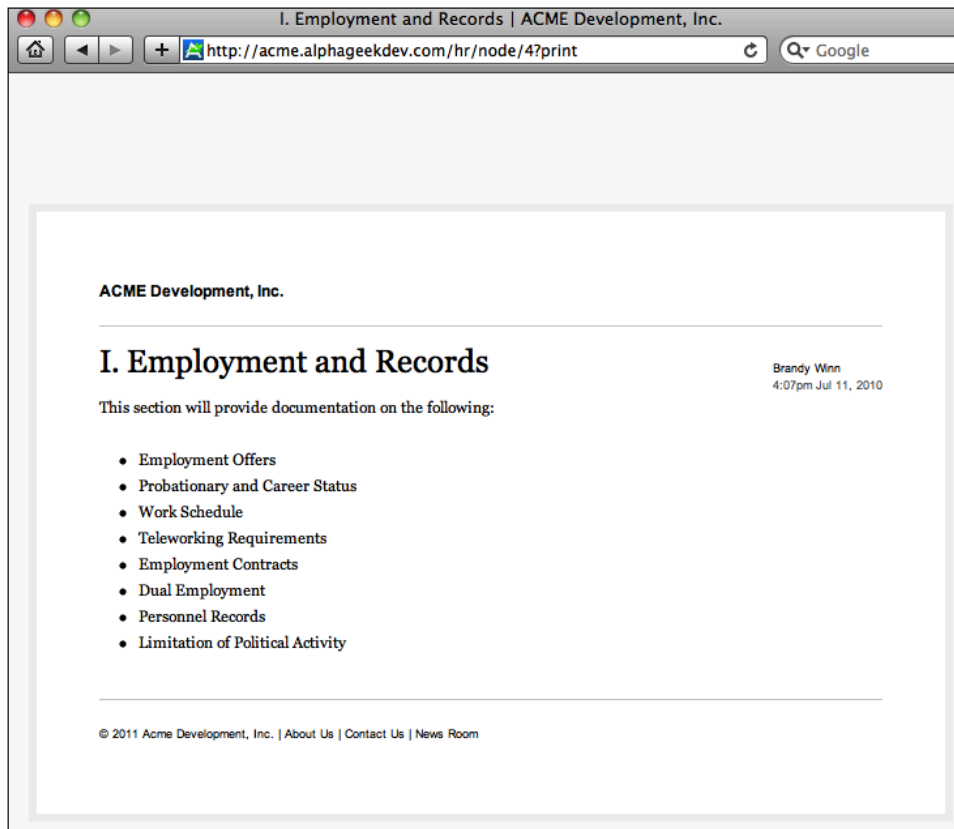 I. Employment and Records | ACME Development, Inc.
http://acme.alphageekdev.com/hr/node/4?print
Google
ACME Development, Inc.
I. Employment and Records
Brandy Winn
4:07pm Jul 11, 2010
This section will provide documentation on the following:
• Employment Offers
• Probationary and Career Status
• Work Schedule
• Teleworking Requirements
• Employment Contracts
• Dual Employment
• Personnel Records
• Limitation of Political Activity
© 2011 Acme Development, Inc. | About Us | Contact Us | News Room